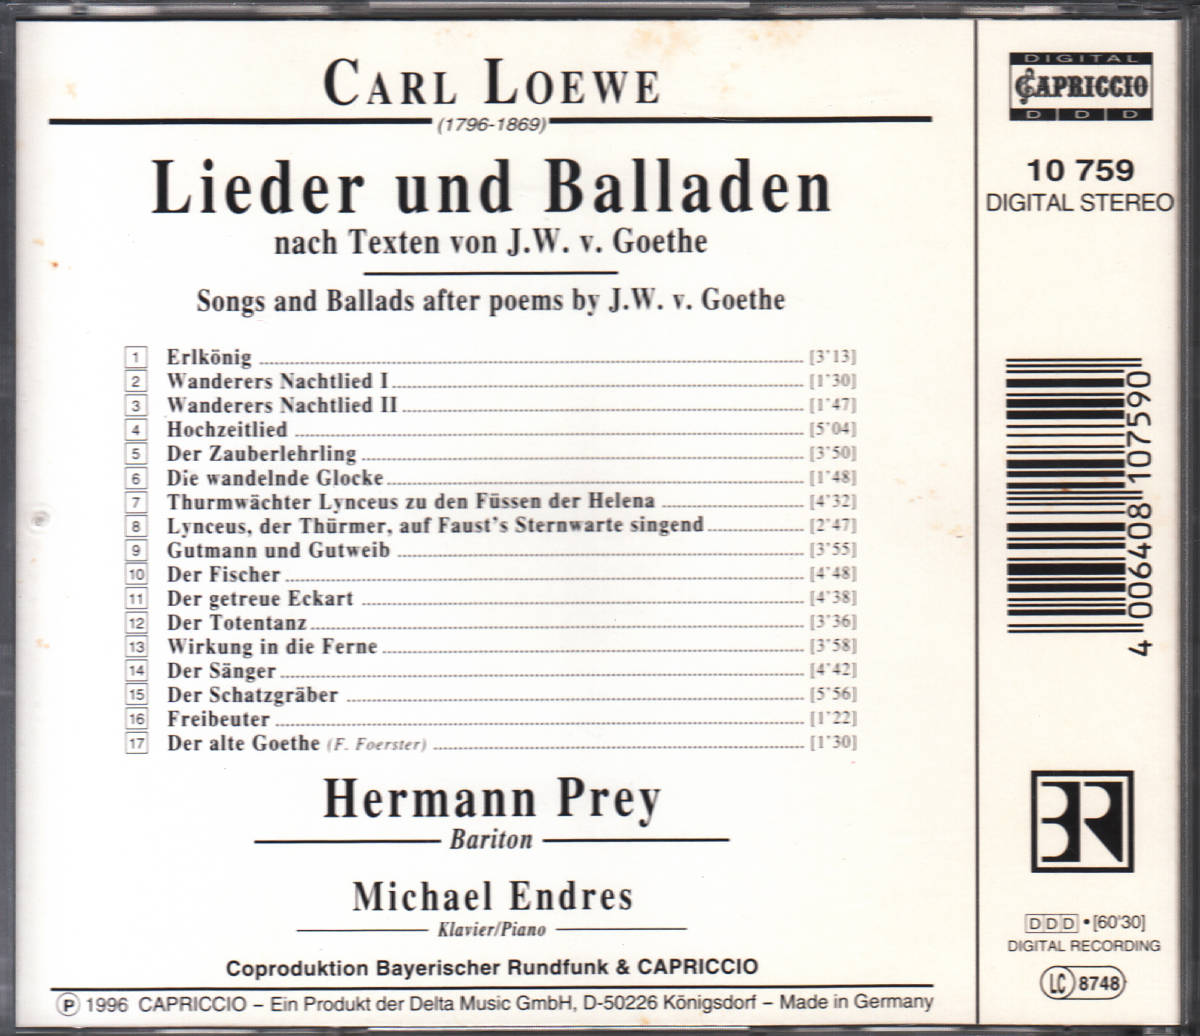 CARL LOEWE
(1796-1869)
Lieder und Balladen
nach Texten von J.W. v. Goethe
Songs and Ballads after poems by J.W. v. Goethe
1 Erlkönig [3'13]
2 Wanderers Nachtlied I [1'30]
3 Wanderers Nachtlied II [1'47]
4 Hochzeitlied [5'04]
5 Der Zauberlehrling [3'50]
6 Die wandelnde Glocke [1'48]
7 Thurmwächter Lynceus zu den Füssen der Helena [4'32]
8 Lynceus, der Thürmer, auf Faust's Sternwarte singend [2'47]
9 Gutmann und Gutweib [3'55]
10 Der Fischer [4'48]
11 Der getreue Eckart [4'38]
12 Der Totentanz [3'36]
13 Wirkung in die Ferne [3'58]
14 Der Sänger [4'42]
15 Der Schatzgräber [5'56]
16 Freibeuter [1'22]
17 Der alte Goethe (F. Foerster) [1'30]
Hermann Prey
Bariton
Michael Endres
Klavier/Piano
Coproduktion Bayerischer Rundfunk & CAPRICCIO
℗ 1996 CAPRICCIO – Ein Produkt der Delta Music GmbH, D-50226 Königsdorf – Made in Germany
DIGITAL
CAPRICCIO
D D D
10 759
DIGITAL STEREO
4 006408 107590
BR
DDD • [60'30]
DIGITAL RECORDING
LC 8748